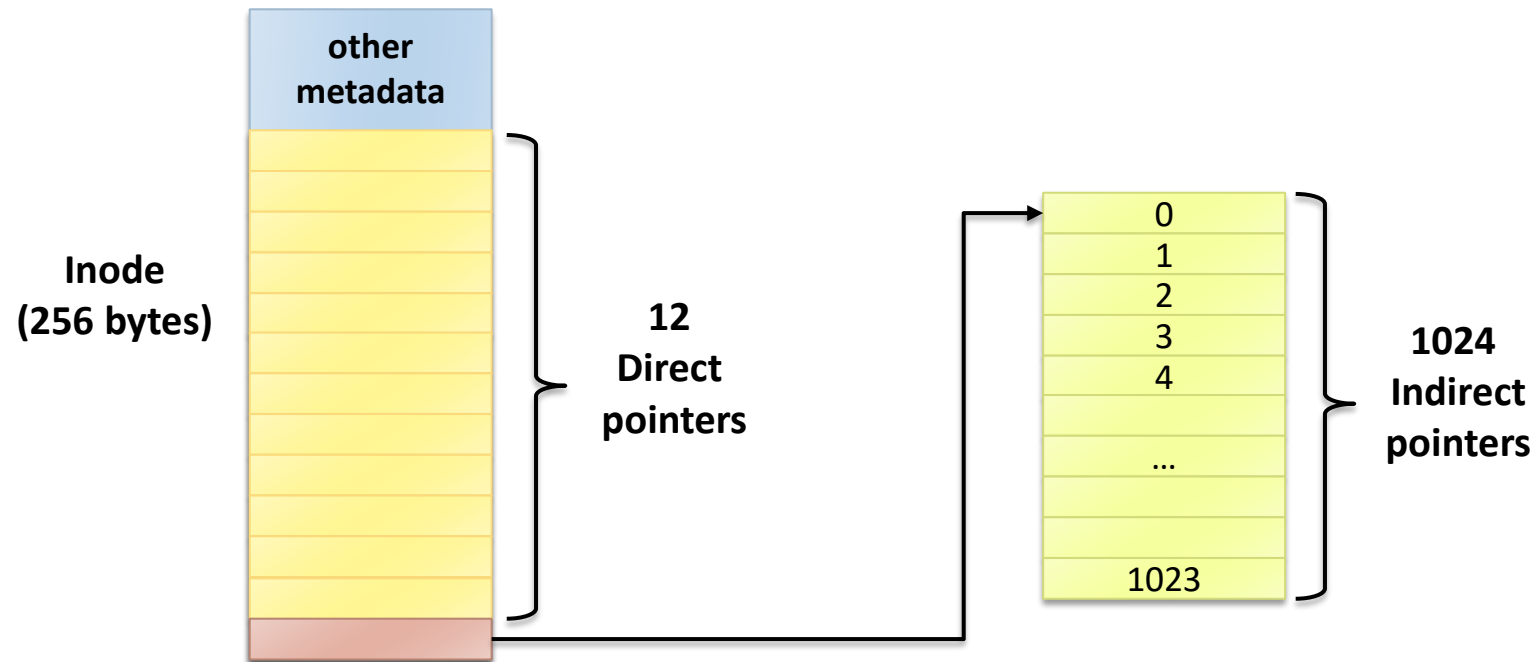 other
metadata
Inode
(256 bytes)
12
Direct
pointers
0
1
2
3
4
…
1023
1024
Indirect
pointers